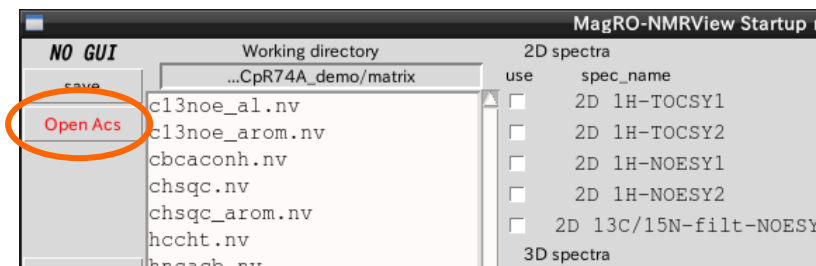 MagRO-NMRView Startup
NO GUI
Working directory
2D spectra
save
...CpR74A_demo/matrix
use spec_name
Open Acs
c13noe_al.nv
c13noe_arom.nv
cbcaconh.nv
chsqc.nv
chsqc_arom.nv
hccht.nv
hncacb.nv
2D 1H-TOCSY1
2D 1H-TOCSY2
2D 1H-NOESY1
2D 1H-NOESY2
2D 13C/15N-filt-NOESY
3D spectra